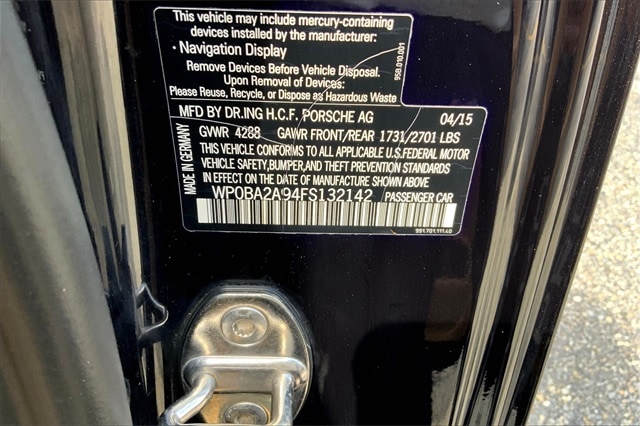 This vehicle may include mercury-containing
devices installed by the manufacturer:
• Navigation Display
Remove Devices Before Vehicle Disposal.
Upon Removal of Devices:
Please Reuse, Recycle, or Dispose as Hazardous Waste
958.010.001
MFD BY DR.ING H.C.F. PORSCHE AG 04/15
GVWR 4288 GAWR FRONT/REAR 1731/2701 LBS
THIS VEHICLE CONFORMS TO ALL APPLICABLE U.S.FEDERAL MOTOR
VEHICLE SAFETY,BUMPER,AND THEFT PREVENTION STANDARDS
IN EFFECT ON THE DATE OF MANUFACTURE SHOWN ABOVE.
WP0BA2A94FS132142 PASSENGER CAR
MADE IN GERMANY
991.701.111.40